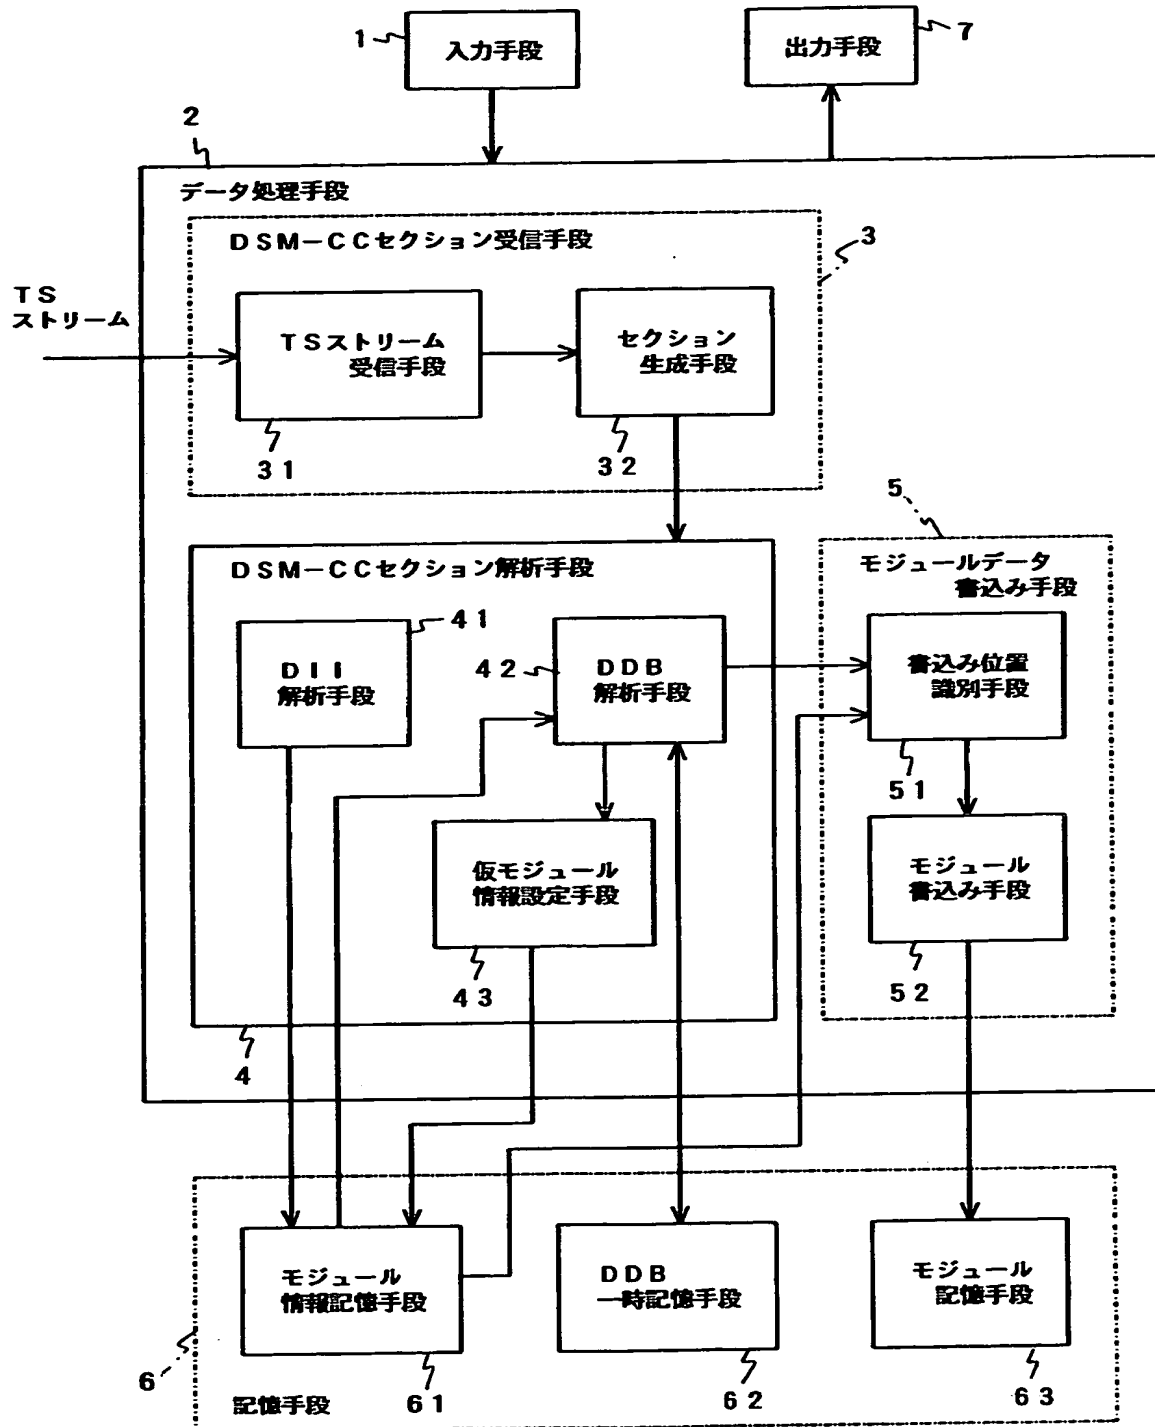 1
入力手段
出力手段
7
2
データ処理手段
DSM-CCセクション受信手段
3
TS
ストリーム
TSストリーム
受信手段
セクション
生成手段
31
32
5
DSM-CCセクション解析手段
モジュールデータ
書込み手段
41
DII
解析手段
42
DDB
解析手段
書込み位置
識別手段
51
仮モジュール
情報設定手段
モジュール
書込み手段
43
52
4
モジュール
情報記憶手段
DDB
一時記憶手段
モジュール
記憶手段
6
記憶手段
61
62
63